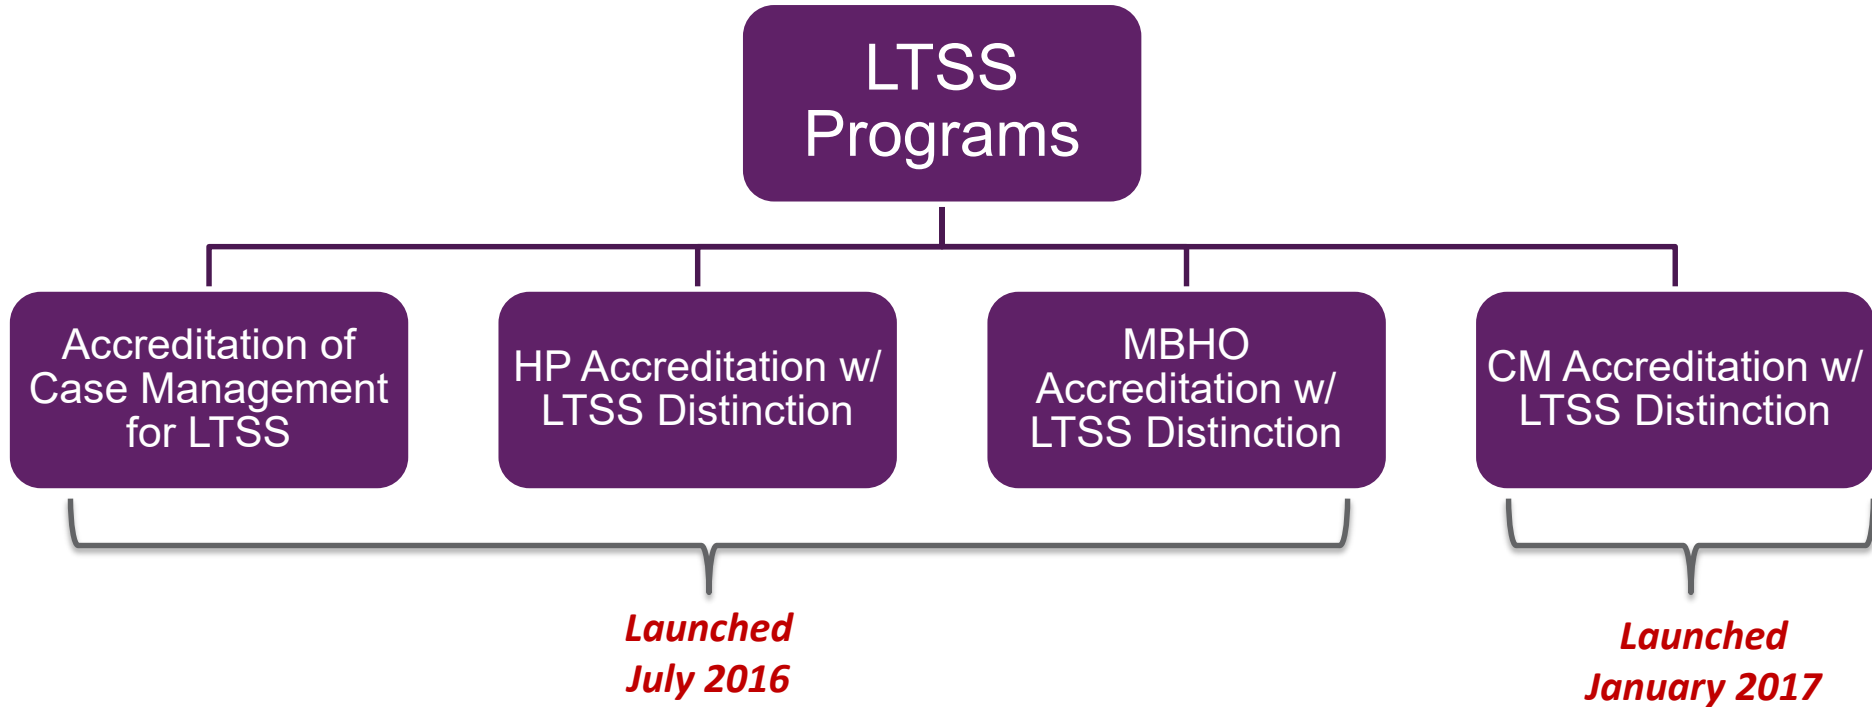 LTSS
Programs
Accreditation of
Case Management
for LTSS
HP Accreditation w/
LTSS Distinction
MBHO
Accreditation w/
LTSS Distinction
CM Accreditation w/
LTSS Distinction
Launched
July 2016
Launched
January 2017